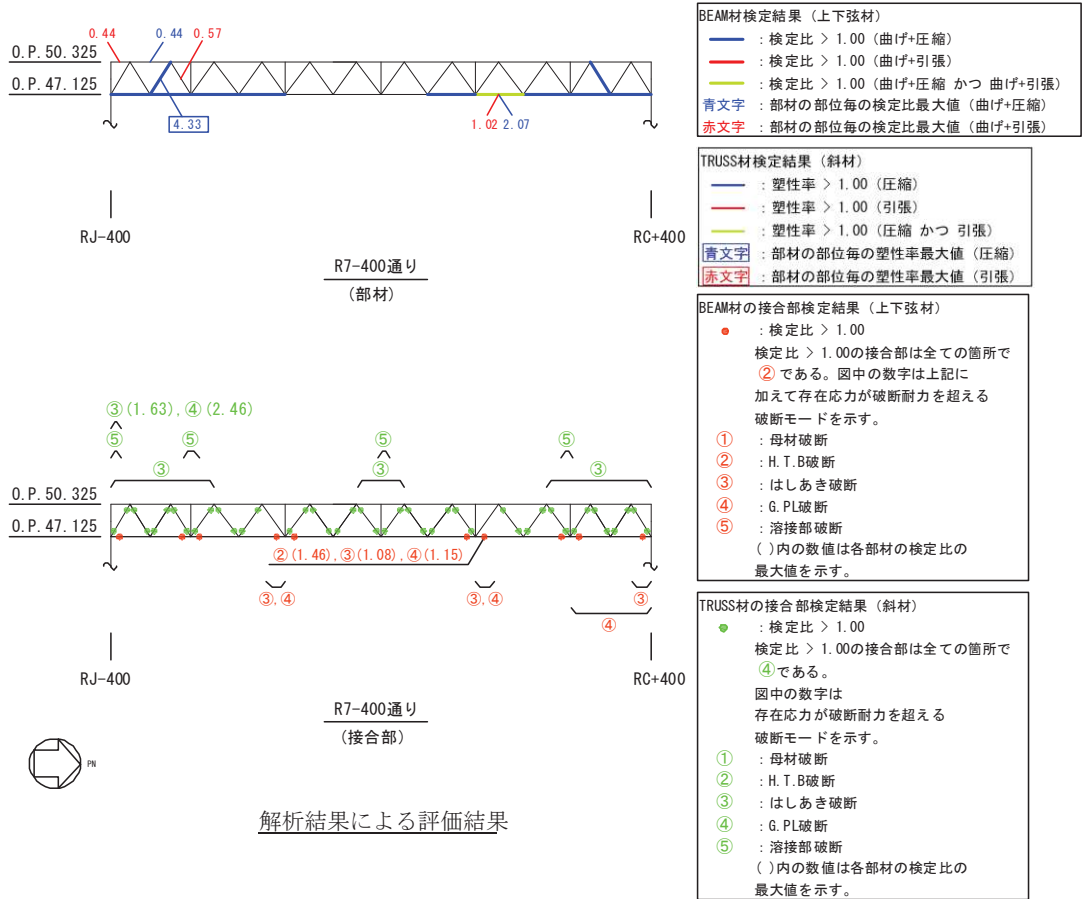 0.44 0.44 0.57
O.P.50.325
O.P.47.125
4.33
1.02 2.07
RJ-400 RC+400
R7-400通り
(部材)
③(1.63),④(2.46)
⑤ ⑤ ⑤ ⑤
③ ③ ③
O.P.50.325
O.P.47.125
②(1.46),③(1.08),④(1.15)
③,④ ③,④ ③
④
RJ-400 RC+400
R7-400通り
(接合部)
PN
解析結果による評価結果
BEAM材検定結果（上下弦材）
：検定比 > 1.00（曲げ+圧縮）
：検定比 > 1.00（曲げ+引張）
：検定比 > 1.00（曲げ+圧縮 かつ 曲げ+引張）
青文字 ：部材の部位毎の検定比最大値（曲げ+圧縮）
赤文字 ：部材の部位毎の検定比最大値（曲げ+引張）
TRUSS材検定結果（斜材）
：塑性率 > 1.00（圧縮）
：塑性率 > 1.00（引張）
：塑性率 > 1.00（圧縮 かつ 引張）
青文字 ：部材の部位毎の塑性率最大値（圧縮）
赤文字 ：部材の部位毎の塑性率最大値（引張）
BEAM材の接合部検定結果（上下弦材）
：検定比 > 1.00
検定比 > 1.00の接合部は全ての箇所で
②である。図中の数字は上記に
加えて存在応力が破断耐力を超える
破断モードを示す。
① ：母材破断
② ：H.T.B破断
③ ：はしあき破断
④ ：G.PL破断
⑤ ：溶接部破断
( )内の数値は各部材の検定比の
最大値を示す。
TRUSS材の接合部検定結果（斜材）
：検定比 > 1.00
検定比 > 1.00の接合部は全ての箇所で
④である。
図中の数字は
存在応力が破断耐力を超える
破断モードを示す。
① ：母材破断
② ：H.T.B破断
③ ：はしあき破断
④ ：G.PL破断
⑤ ：溶接部破断
( )内の数値は各部材の検定比の
最大値を示す。